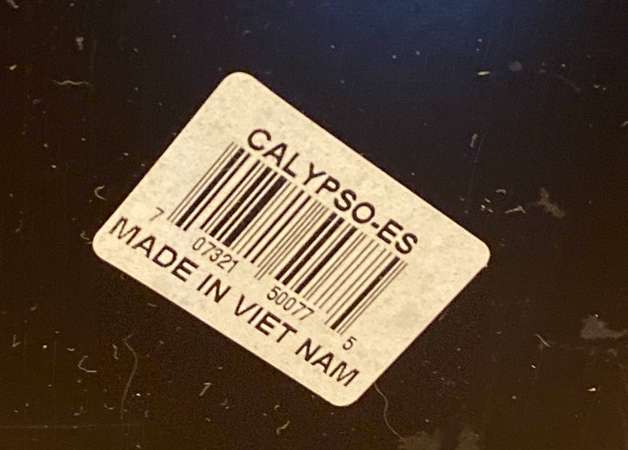 CALYPSO-ES
7 07321 50077 5
MADE IN VIET NAM